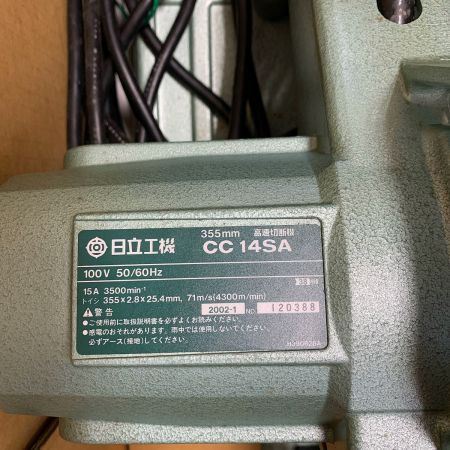 355mm 高速切断機
日立工機 CC 14SA
100V 50/60Hz
15A 3500min⁻¹
トイシ 355×2.8×25.4mm, 71m/s(4300m/min)
警告 2002-1 NO. 120388
●ご使用前に取扱説明書を必ずよくお読みください。
●感電のおそれがあります。雨中では使用しないでください。
必ずアース(接地)してください。